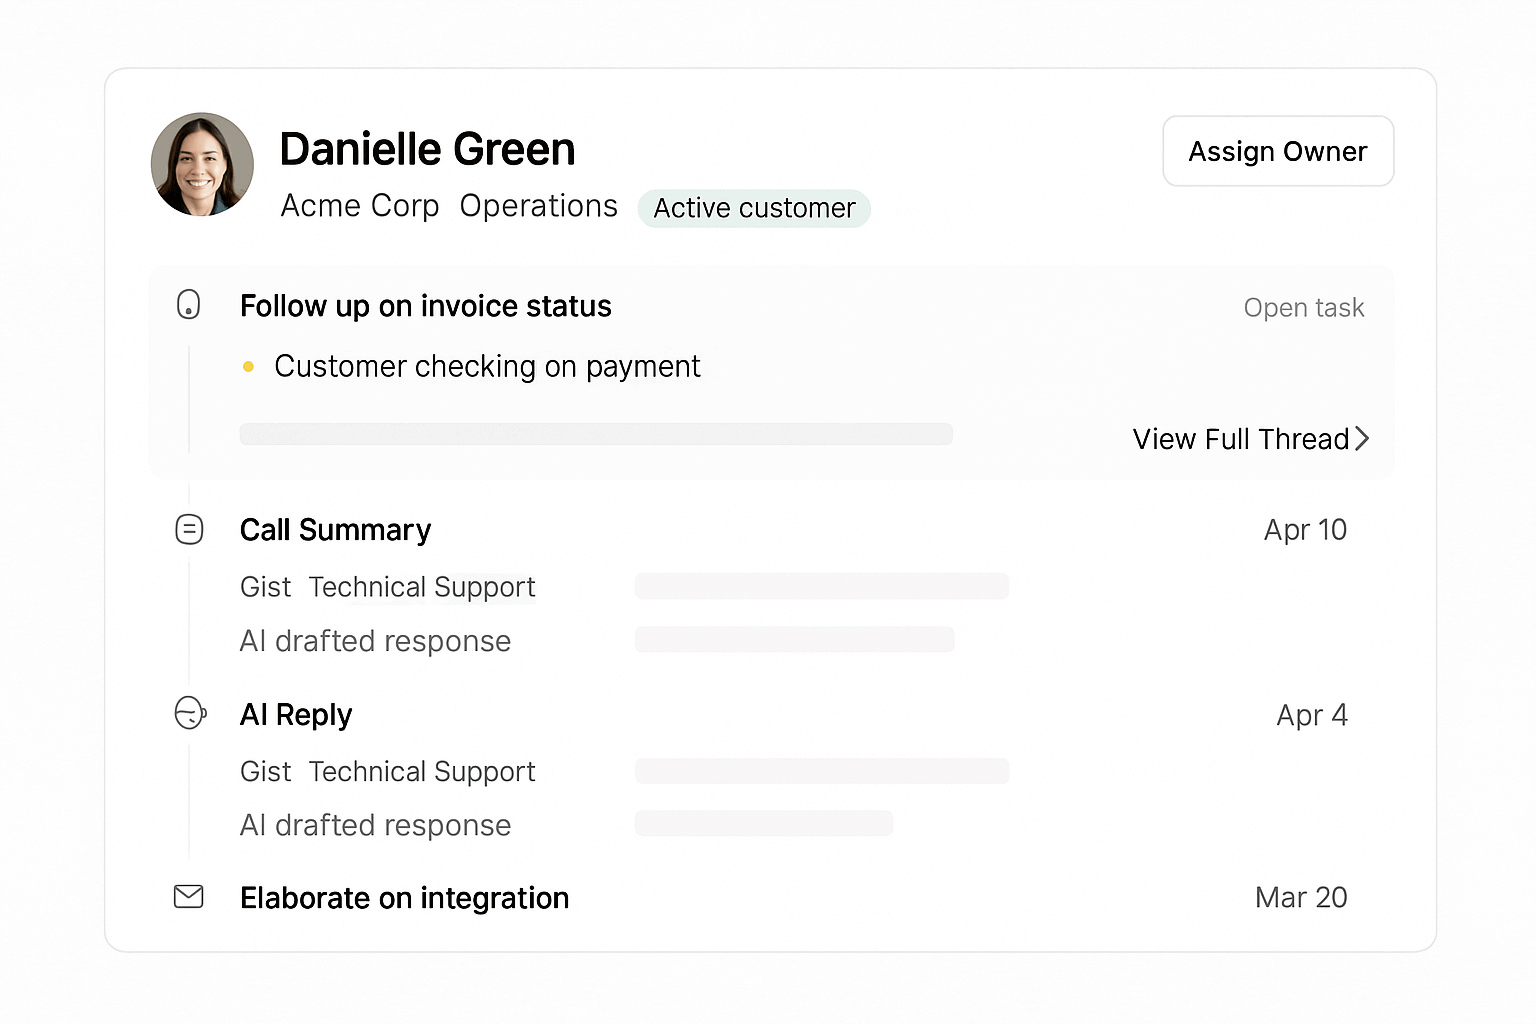 Danielle Green
Assign Owner
Acme Corp Operations Active customer
Follow up on invoice status
Open task
Customer checking on payment
View Full Thread
Call Summary
Apr 10
Gist Technical Support
AI drafted response
AI Reply
Apr 4
Gist Technical Support
AI drafted response
Elaborate on integration
Mar 20